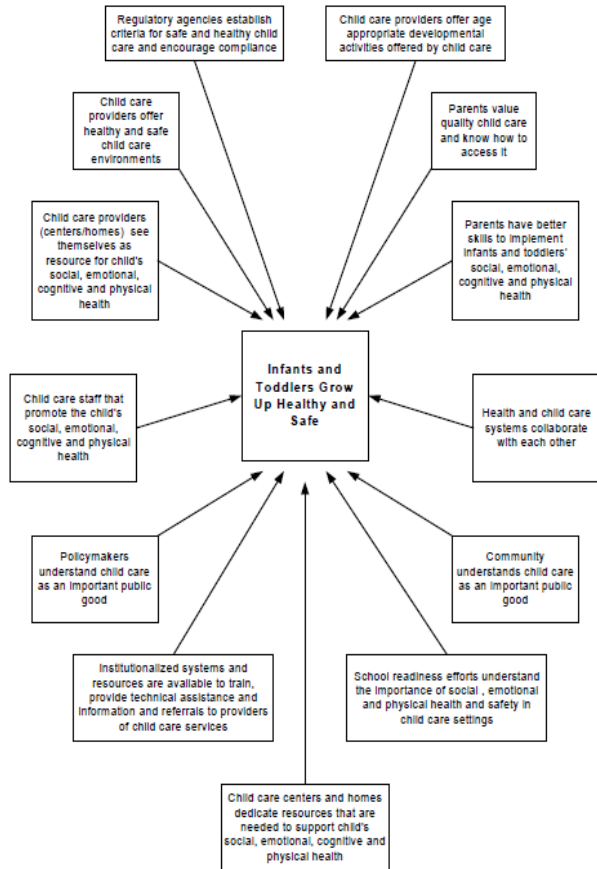 Regulatory agencies establish
criteria for safe and healthy child
care and encourage compliance
Child care providers offer age
appropriate developmental
activities offered by child care
Child care
providers offer
healthy and safe
child care
environments
Parents value
quality child care
and know how to
access it
Child care providers
(centers/homes) see
themselves as
resource for child's
social, emotional,
cognitive and physical
health
Parents have better
skills to implement
infants and toddlers'
social, emotional,
cognitive and physical
health
Infants and
Toddlers Grow
Up Healthy and
Safe
Child care staff that
promote the child's
social, emotional,
cognitive and physical
health
Health and child care
systems collaborate
with each other
Policymakers
understand child care
as an important public
good
Community
understands child care
as an important public
good
Institutionalized systems and
resources are available to train,
provide technical assistance and
information and referrals to providers
of child care services
School readiness efforts understand
the importance of social , emotional
and physical health and safety in
child care settings
Child care centers and homes
dedicate resources that are
needed to support child's
social, emotional, cognitive and
physical health